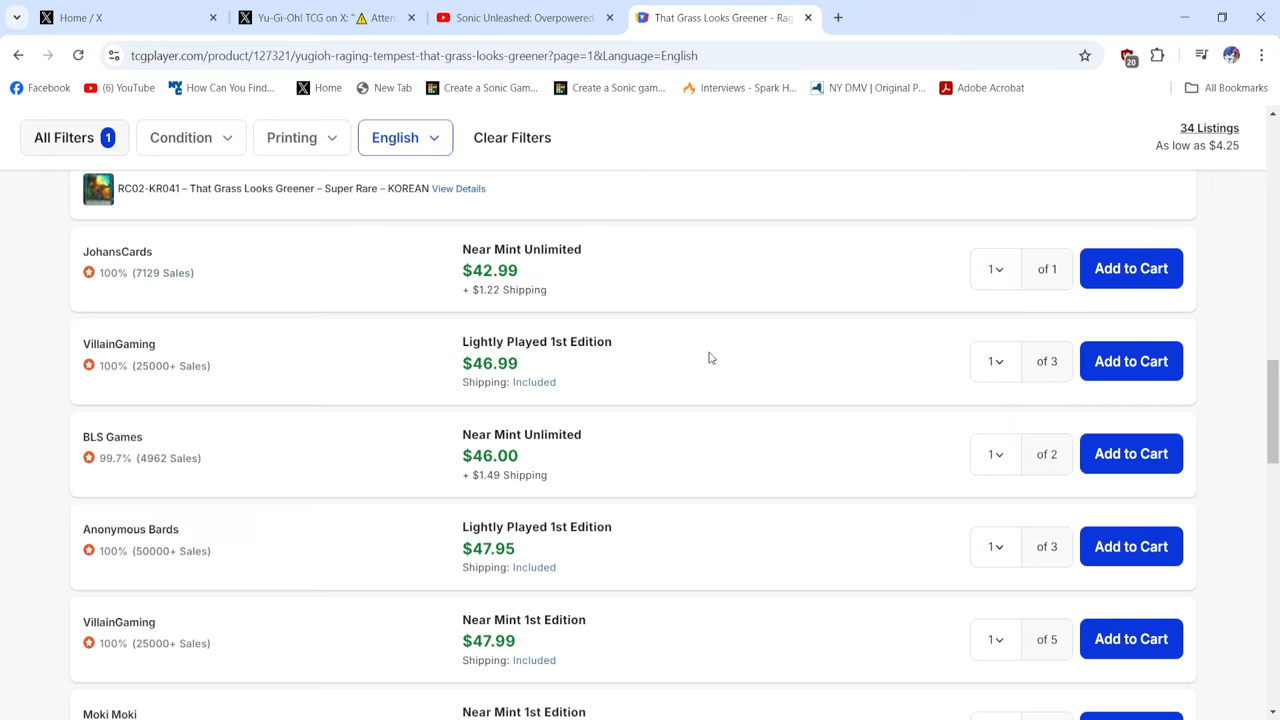 Home / X
Yu-Gi-Oh! TCG on X: "⚠ Atten
Sonic Unleashed: Overpowered
That Grass Looks Greener - Rag
tcgplayer.com/product/127321/yugioh-raging-tempest-that-grass-looks-greener?page=1&Language=English
20
Facebook
(6) YouTube
How Can You Find...
Home
New Tab
Create a Sonic Gam...
Create a Sonic gam...
Interviews - Spark H...
NY DMV | Original P...
Adobe Acrobat
All Bookmarks
All Filters 1
Condition
Printing
English
Clear Filters
34 Listings
As low as $4.25
RC02-KR041 – That Grass Looks Greener – Super Rare – KOREAN View Details
JohansCards
100% (7129 Sales)
Near Mint Unlimited
$42.99
+ $1.22 Shipping
1 of 1
Add to Cart
VillainGaming
100% (25000+ Sales)
Lightly Played 1st Edition
$46.99
Shipping: Included
1 of 3
Add to Cart
BLS Games
99.7% (4962 Sales)
Near Mint Unlimited
$46.00
+ $1.49 Shipping
1 of 2
Add to Cart
Anonymous Bards
100% (50000+ Sales)
Lightly Played 1st Edition
$47.95
Shipping: Included
1 of 3
Add to Cart
VillainGaming
100% (25000+ Sales)
Near Mint 1st Edition
$47.99
Shipping: Included
1 of 5
Add to Cart
Moki Moki
Near Mint 1st Edition